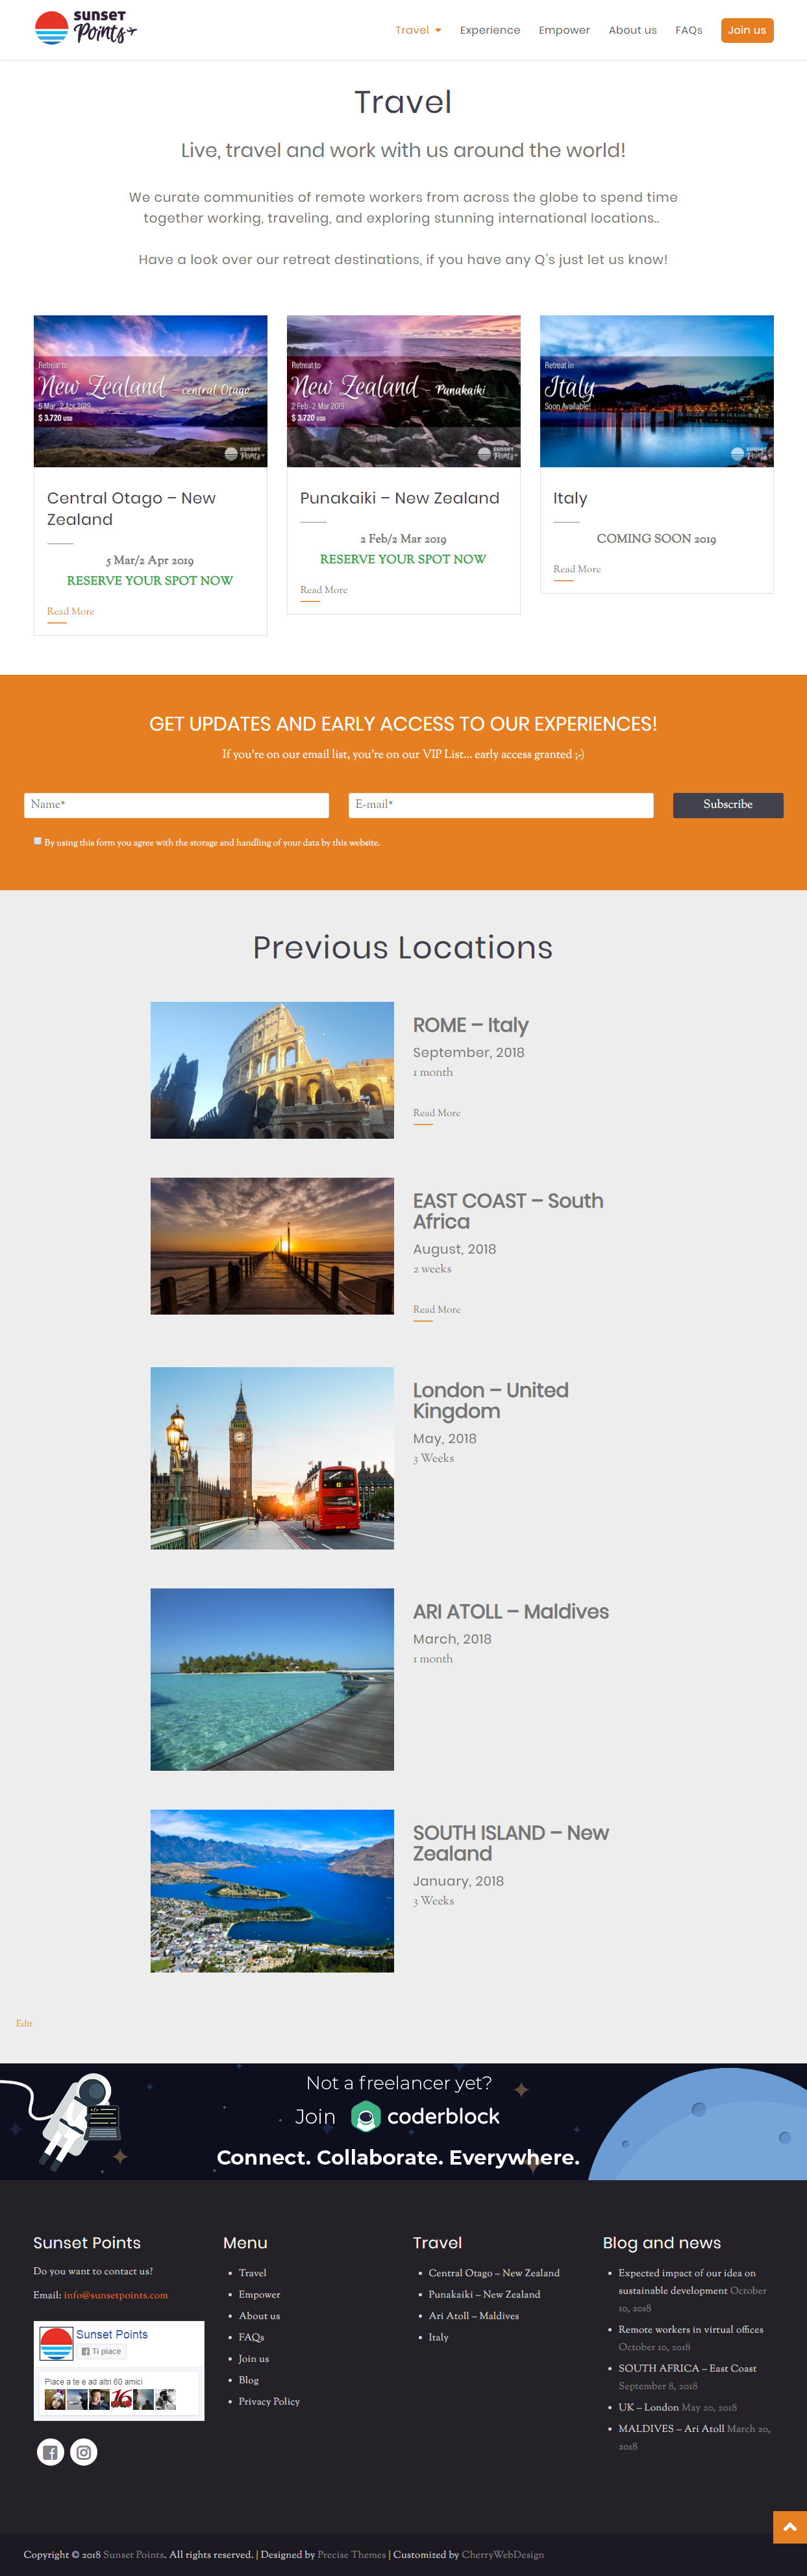 SUNSET
Points
Travel
Experience
Empower
About us
FAQs
Join us
Travel
Live, travel and work with us around the world!
We curate communities of remote workers from across the globe to spend time
together working, traveling, and exploring stunning international locations..
Have a look over our retreat destinations, if you have any Q's just let us know!
Retreat to
New Zealand – central Otago
5 Mar - 2 Apr 2019
$ 3.720 USD
SUNSET
Points
Central Otago – New
Zealand
5 Mar/2 Apr 2019
RESERVE YOUR SPOT NOW
Read More
Retreat to
New Zealand – Punakaiki
2 Feb - 2 Mar 2019
$ 3.720 USD
SUNSET
Points
Punakaiki – New Zealand
2 Feb/2 Mar 2019
RESERVE YOUR SPOT NOW
Read More
Retreat in
Italy
Soon Available!
SUNSET
Points
Italy
COMING SOON 2019
Read More
GET UPDATES AND EARLY ACCESS TO OUR EXPERIENCES!
If you're on our email list, you're on our VIP List... early access granted ;-)
Name*
E-mail*
Subscribe
By using this form you agree with the storage and handling of your data by this website.
Previous Locations
ROME – Italy
September, 2018
1 month
Read More
EAST COAST – South
Africa
August, 2018
2 weeks
Read More
London – United
Kingdom
May, 2018
3 Weeks
ARI ATOLL – Maldives
March, 2018
1 month
SOUTH ISLAND – New
Zealand
January, 2018
3 Weeks
Edit
Not a freelancer yet?
Join coderblock
Connect. Collaborate. Everywhere.
Sunset Points
Do you want to contact us?
Email: info@sunsetpoints.com
Sunset Points
Ti piace
Piace a te ed altri 60 amici
16
Menu
Travel
Empower
About us
FAQs
Join us
Blog
Privacy Policy
Travel
Central Otago – New Zealand
Punakaiki – New Zealand
Ari Atoll – Maldives
Italy
Blog and news
Expected impact of our idea on
sustainable development October
10, 2018
Remote workers in virtual offices
October 10, 2018
SOUTH AFRICA – East Coast
September 8, 2018
UK – London May 20, 2018
MALDIVES – Ari Atoll March 20,
2018
Copyright © 2018 Sunset Points. All rights reserved. | Designed by Precise Themes | Customized by CherryWebDesign